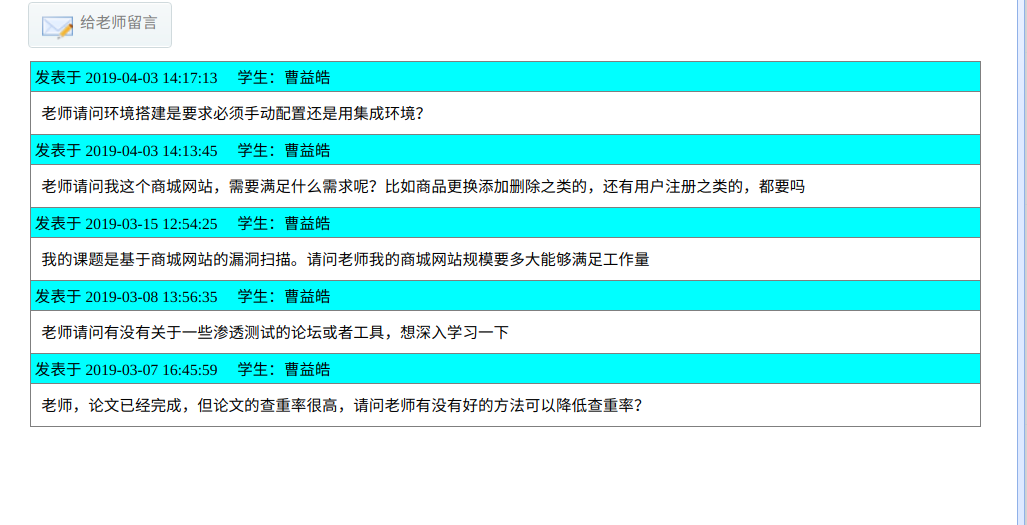 给老师留言
发表于 2019-04-03 14:17:13 学生：曹益皓
老师请问环境搭建是要求必须手动配置还是用集成环境？
发表于 2019-04-03 14:13:45 学生：曹益皓
老师请问我这个商城网站，需要满足什么需求呢？比如商品更换添加删除之类的，还有用户注册之类的，都要吗
发表于 2019-03-15 12:54:25 学生：曹益皓
我的课题是基于商城网站的漏洞扫描。请问老师我的商城网站规模要多大能够满足工作量
发表于 2019-03-08 13:56:35 学生：曹益皓
老师请问有没有关于一些渗透测试的论坛或者工具，想深入学习一下
发表于 2019-03-07 16:45:59 学生：曹益皓
老师，论文已经完成，但论文的查重率很高，请问老师有没有好的方法可以降低查重率？